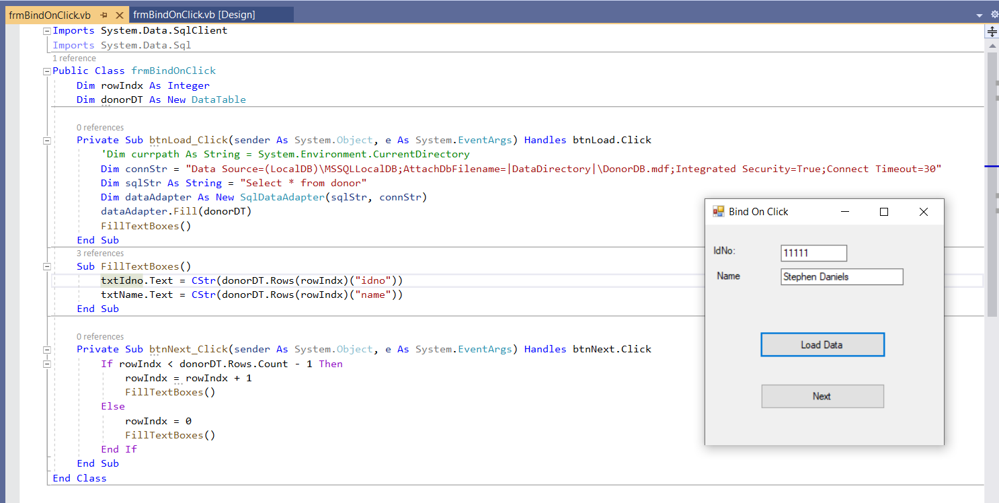 frmBindOnClick.vb frmBindOnClick.vb [Design]
Imports System.Data.SqlClient
Imports System.Data.Sql
1 reference
Public Class frmBindOnClick
Dim rowIndx As Integer
Dim donorDT As New DataTable
0 references
Private Sub btnLoad_Click(sender As System.Object, e As System.EventArgs) Handles btnLoad.Click
'Dim currpath As String = System.Environment.CurrentDirectory
Dim connStr = "Data Source=(LocalDB)\MSSQLLocalDB;AttachDbFilename=|DataDirectory|\DonorDB.mdf;Integrated Security=True;Connect Timeout=30"
Dim sqlStr As String = "Select * from donor"
Dim dataAdapter As New SqlDataAdapter(sqlStr, connStr)
dataAdapter.Fill(donorDT)
FillTextBoxes()
End Sub
3 references
Sub FillTextBoxes()
txtIdno.Text = CStr(donorDT.Rows(rowIndx)("idno"))
txtName.Text = CStr(donorDT.Rows(rowIndx)("name"))
End Sub
0 references
Private Sub btnNext_Click(sender As System.Object, e As System.EventArgs) Handles btnNext.Click
If rowIndx < donorDT.Rows.Count - 1 Then
rowIndx = rowIndx + 1
FillTextBoxes()
Else
rowIndx = 0
FillTextBoxes()
End If
End Sub
End Class
Bind On Click
IdNo: 11111
Name Stephen Daniels
Load Data
Next